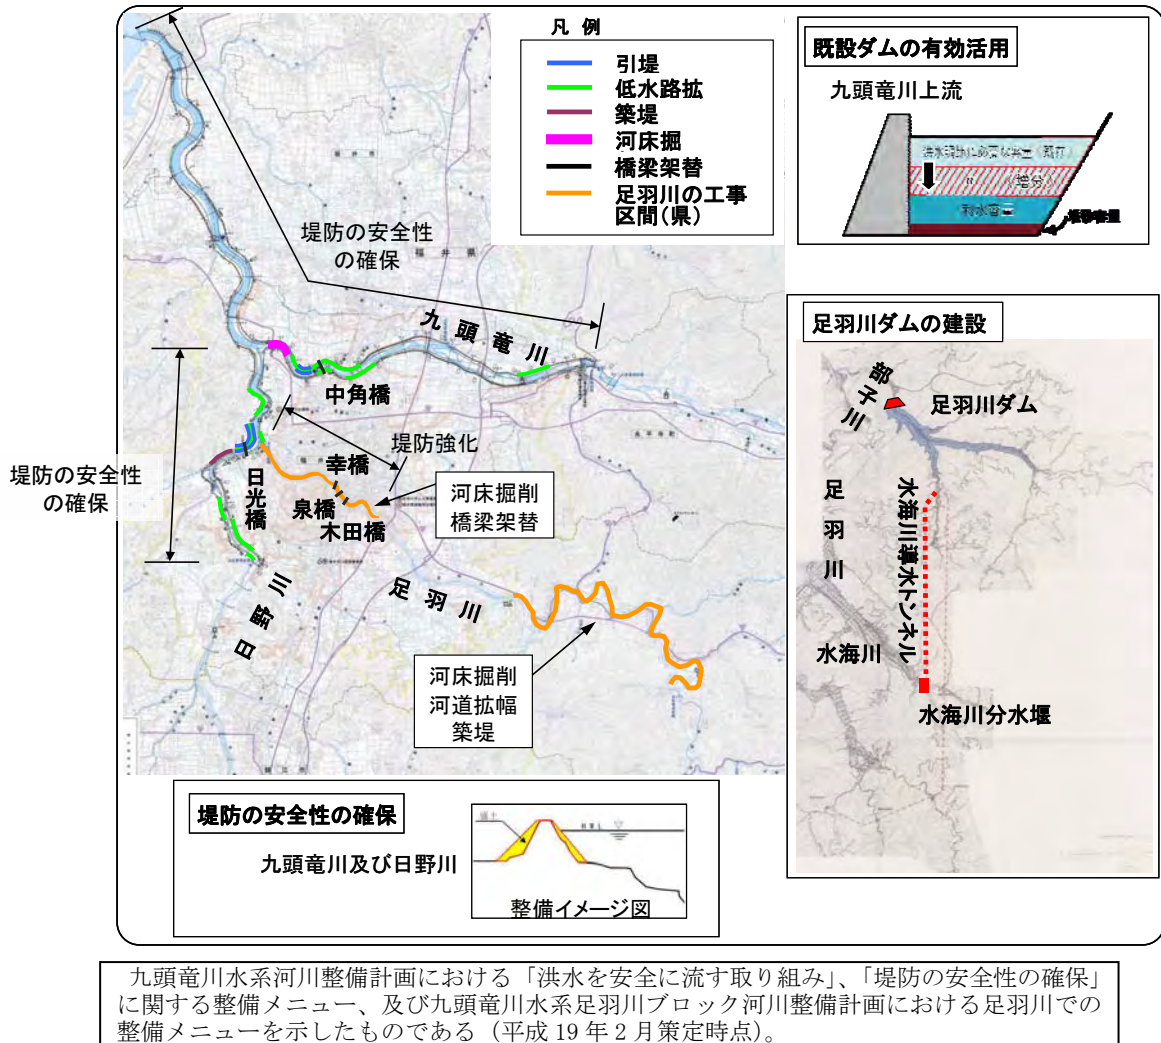 凡 例
引堤
低水路拡
築堤
河床掘
橋梁架替
足羽川の工事
区間(県)
堤防の安全性
の確保
九頭竜川
中角橋
堤防の安全性
の確保
日光橋
堤防強化
幸橋
泉橋
木田橋
河床掘削
橋梁架替
日野川
足羽川
河床掘削
河道拡幅
築堤
堤防の安全性の確保
九頭竜川及び日野川
整備イメージ図
既設ダムの有効活用
九頭竜川上流
利水容量
足羽川ダムの建設
部子川
足羽川ダム
足羽川
水海川導水トンネル
水海川
水海川分水堰
九頭竜川水系河川整備計画における「洪水を安全に流す取り組み」、「堤防の安全性の確保」
に関する整備メニュー、及び九頭竜川水系足羽川ブロック河川整備計画における足羽川での
整備メニューを示したものである(平成 19 年 2 月策定時点)。